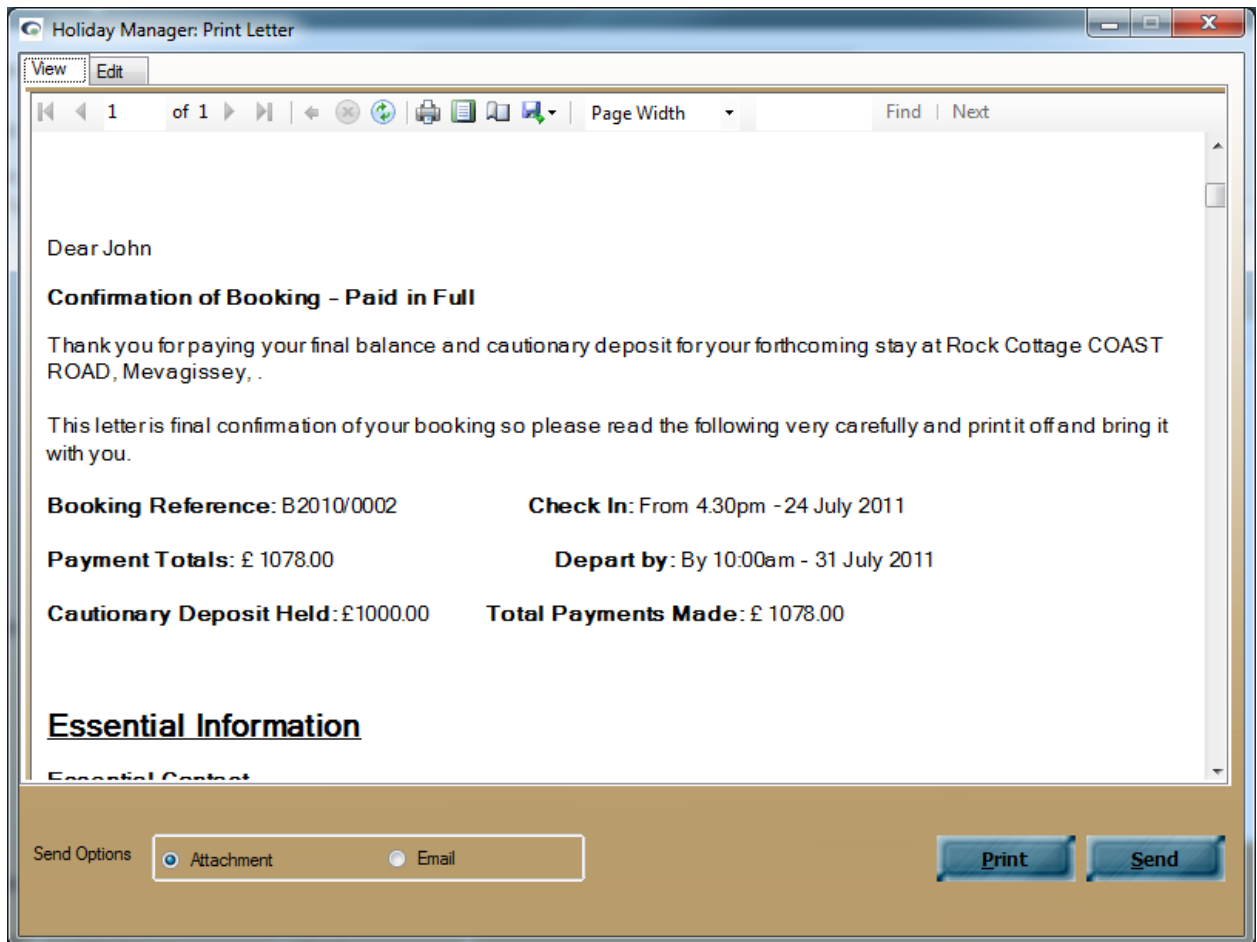 Holiday Manager: Print Letter
View Edit
1 of 1 Page Width Find | Next
Dear John
Confirmation of Booking - Paid in Full
Thank you for paying your final balance and cautionary deposit for your forthcoming stay at Rock Cottage COAST
ROAD, Mevagissey, .
This letter is final confirmation of your booking so please read the following very carefully and print it off and bring it
with you.
Booking Reference: B2010/0002 Check In: From 4.30pm - 24 July 2011
Payment Totals: £ 1078.00 Depart by: By 10:00am - 31 July 2011
Cautionary Deposit Held: £1000.00 Total Payments Made: £ 1078.00
Essential Information
Essential Contact
Send Options Attachment Email Print Send